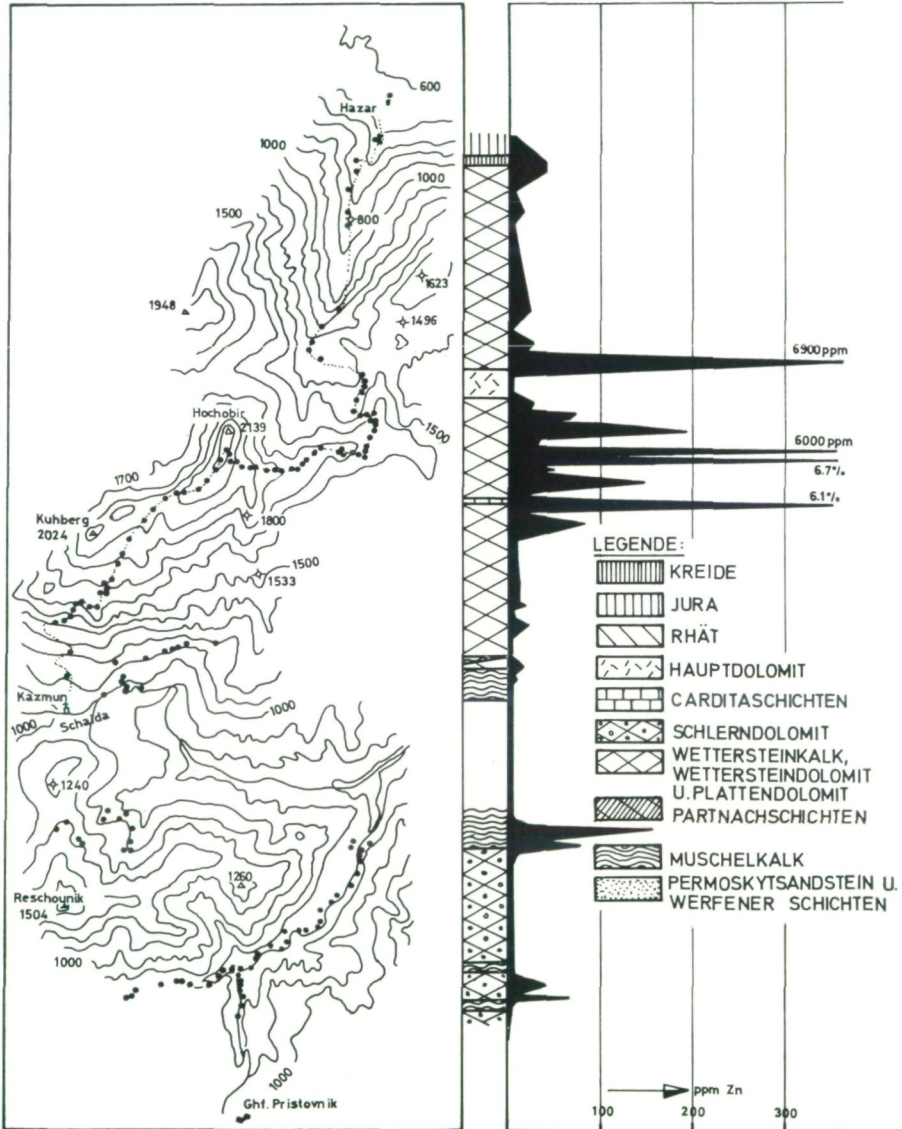 600
Hazar
1000
1000
1500
800
1623
1948
1496
6900 ppm
Hochobir
2139
1500
6000 ppm
1700
6.7%
6.1%
Kuhberg
2024
1800
1500
1533
LEGENDE:
KREIDE
JURA
RHÄT
HAUPTDOLOMIT
CARDITASCHICHTEN
SCHLERNDOLOMIT
WETTERSTEINKALK,
WETTERSTEINDOLOMIT
U. PLATTENDOLOMIT
PARTNACHSCHICHTEN
MUSCHELKALK
PERMOSKYTSANDSTEIN U.
WERFENER SCHICHTEN
Kazmun
1000
Schaida
1000
1240
1260
Reschounik
1504
1000
1000
Ghf. Pristovnik
ppm Zn
100
200
300